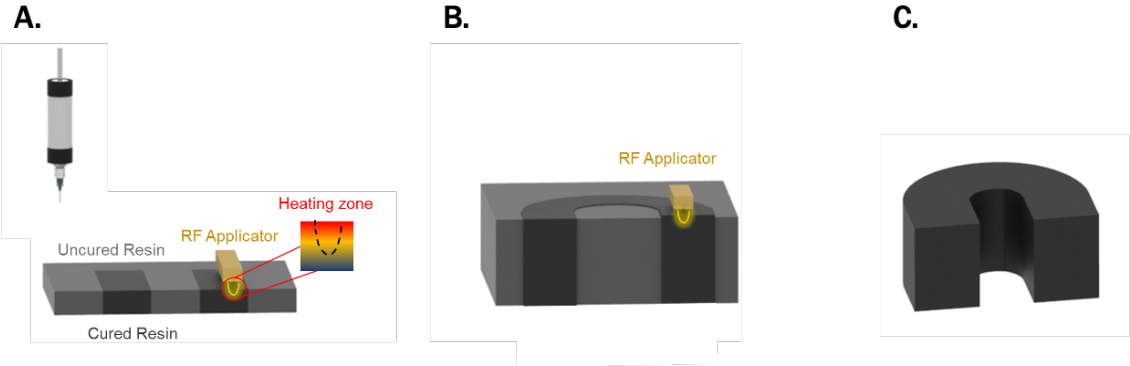 A.
B.
C.
RF Applicator
Heating zone
RF Applicator
Uncured Resin
Cured Resin